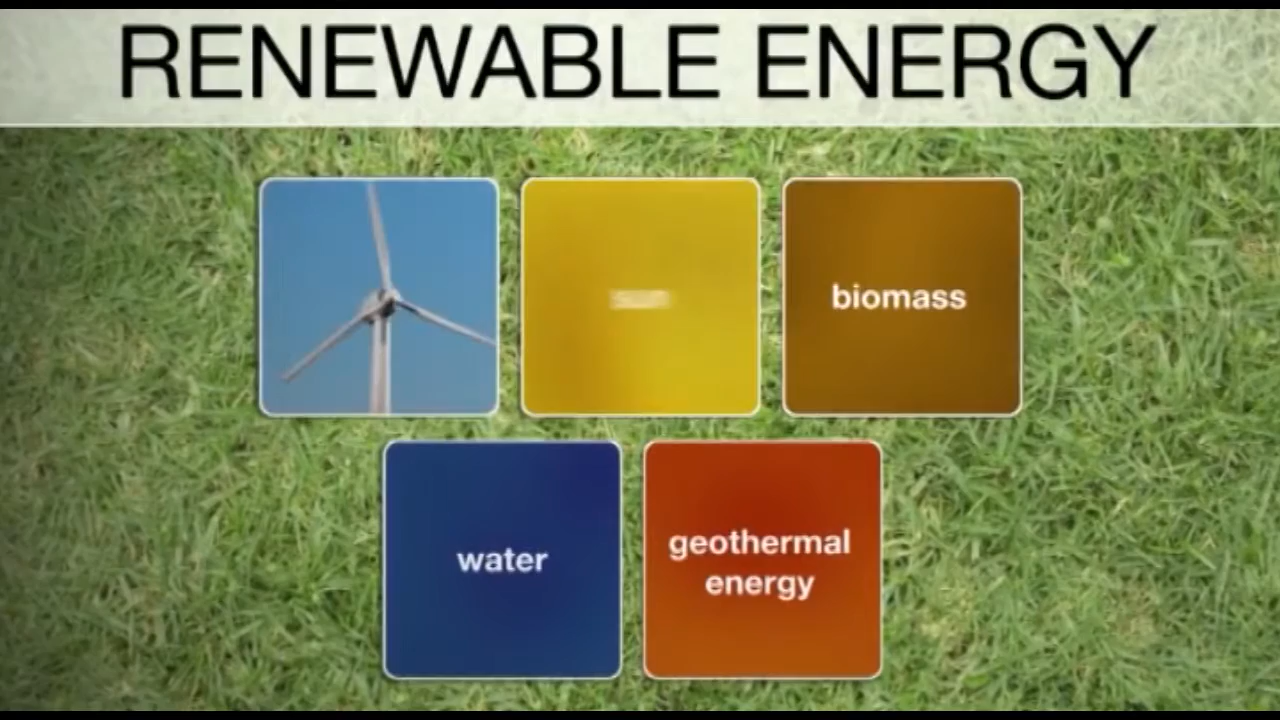 RENEWABLE ENERGY
biomass
water
geothermal
energy